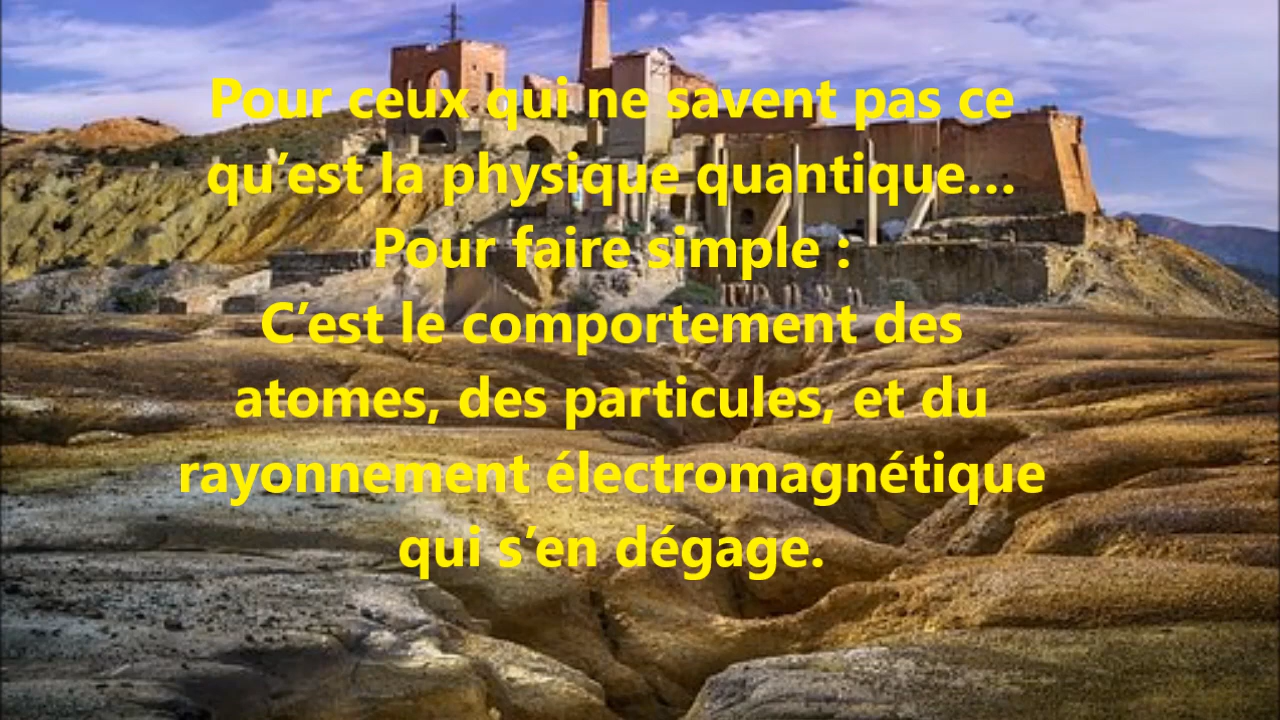 Pour ceux qui ne savent pas ce
qu’est la physique quantique…
Pour faire simple :
C’est le comportement des
atomes, des particules, et du
rayonnement électromagnétique
qui s’en dégage.